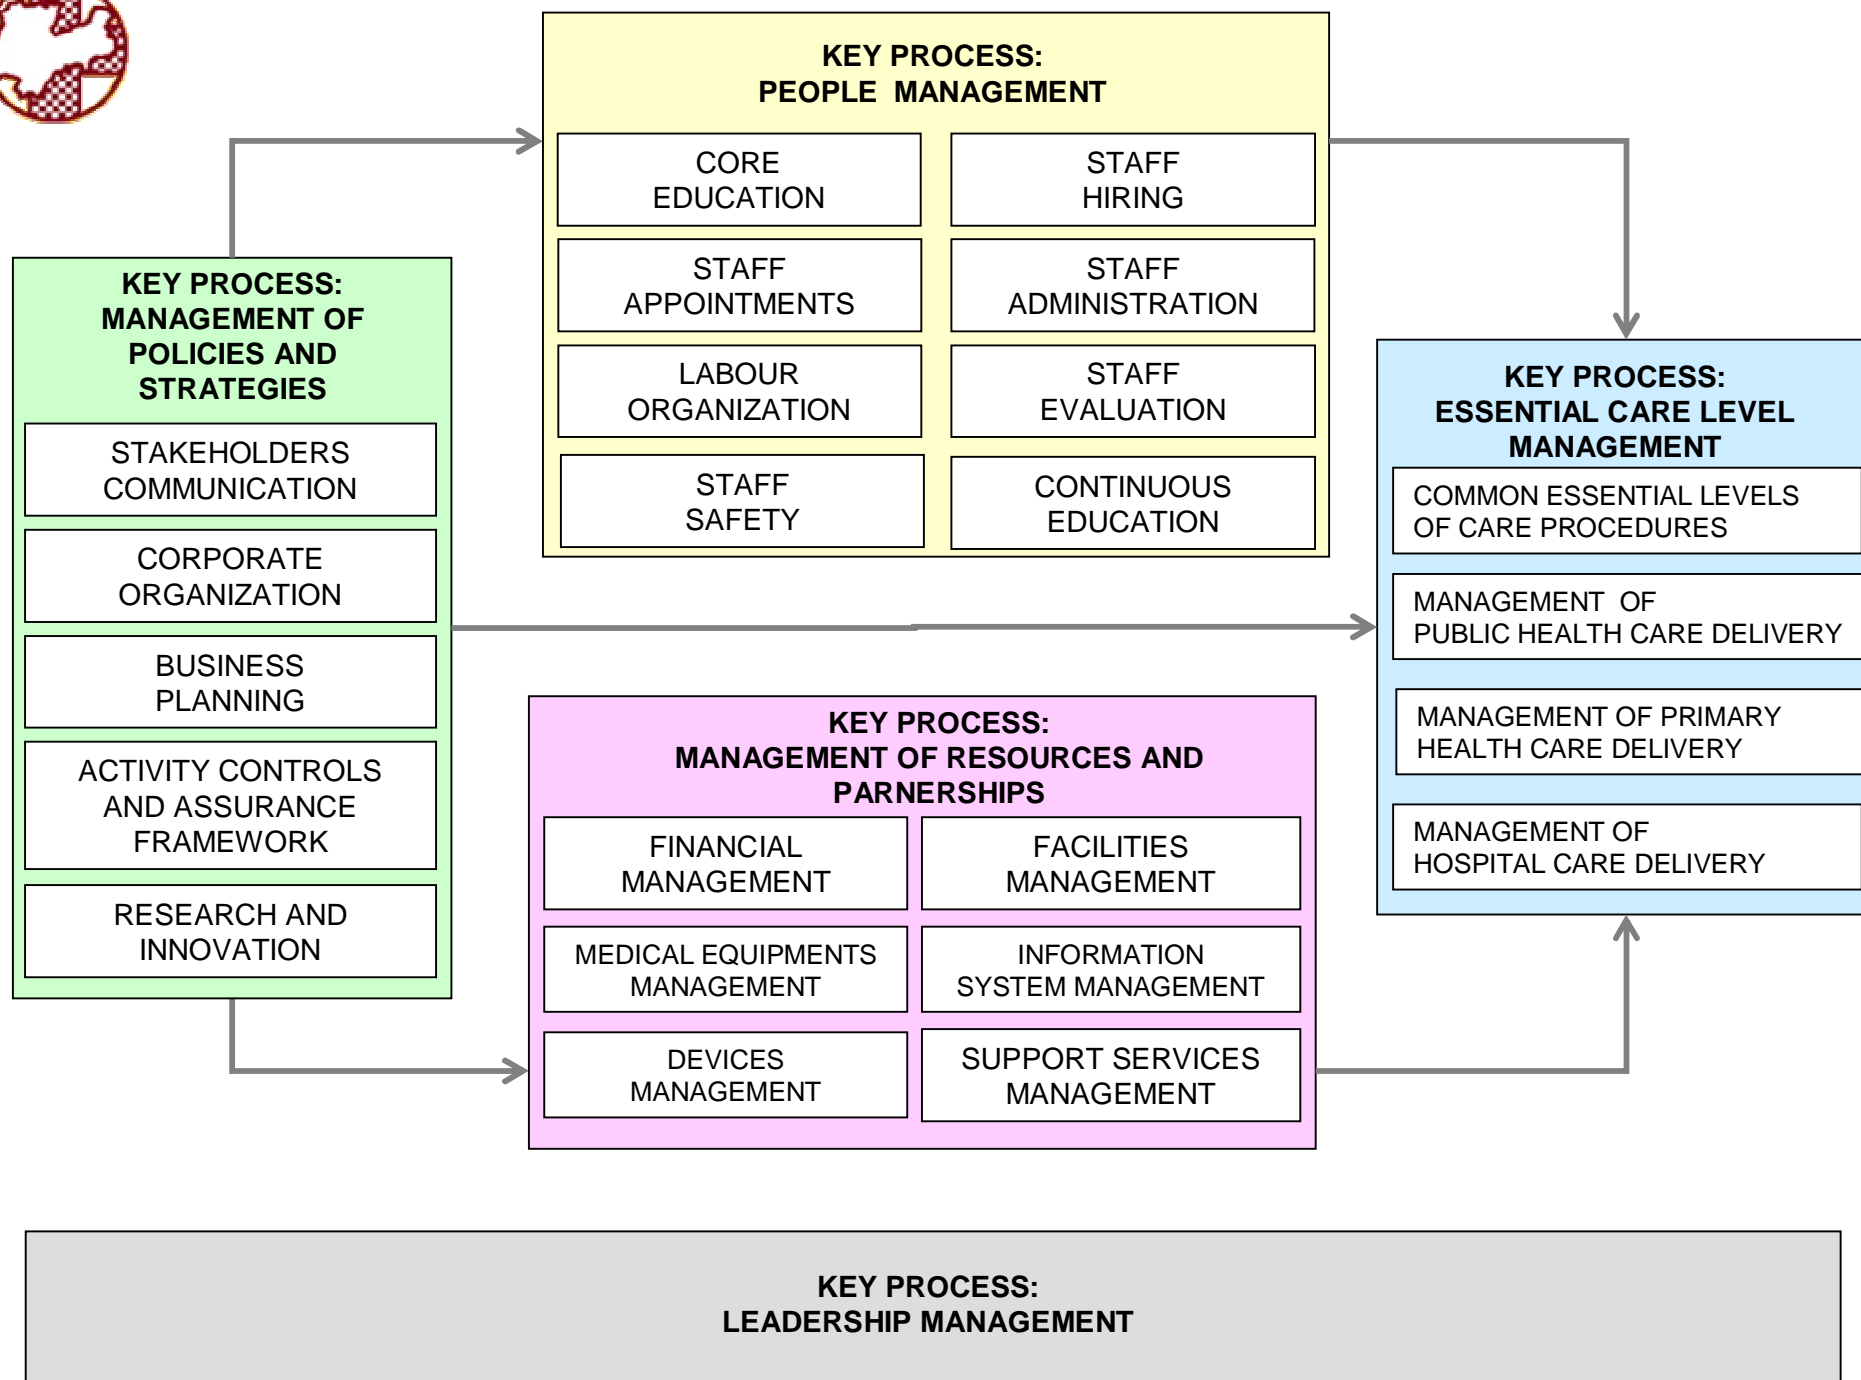 KEY PROCESS:
PEOPLE MANAGEMENT
CORE
EDUCATION
STAFF
HIRING
STAFF
APPOINTMENTS
STAFF
ADMINISTRATION
LABOUR
ORGANIZATION
STAFF
EVALUATION
STAFF
SAFETY
CONTINUOUS
EDUCATION
KEY PROCESS:
MANAGEMENT OF
POLICIES AND
STRATEGIES
STAKEHOLDERS
COMMUNICATION
CORPORATE
ORGANIZATION
BUSINESS
PLANNING
ACTIVITY CONTROLS
AND ASSURANCE
FRAMEWORK
RESEARCH AND
INNOVATION
KEY PROCESS:
MANAGEMENT OF RESOURCES AND
PARNERSHIPS
FINANCIAL
MANAGEMENT
FACILITIES
MANAGEMENT
MEDICAL EQUIPMENTS
MANAGEMENT
INFORMATION
SYSTEM MANAGEMENT
DEVICES
MANAGEMENT
SUPPORT SERVICES
MANAGEMENT
KEY PROCESS:
ESSENTIAL CARE LEVEL
MANAGEMENT
COMMON ESSENTIAL LEVELS
OF CARE PROCEDURES
MANAGEMENT OF
PUBLIC HEALTH CARE DELIVERY
MANAGEMENT OF PRIMARY
HEALTH CARE DELIVERY
MANAGEMENT OF
HOSPITAL CARE DELIVERY
KEY PROCESS:
LEADERSHIP MANAGEMENT